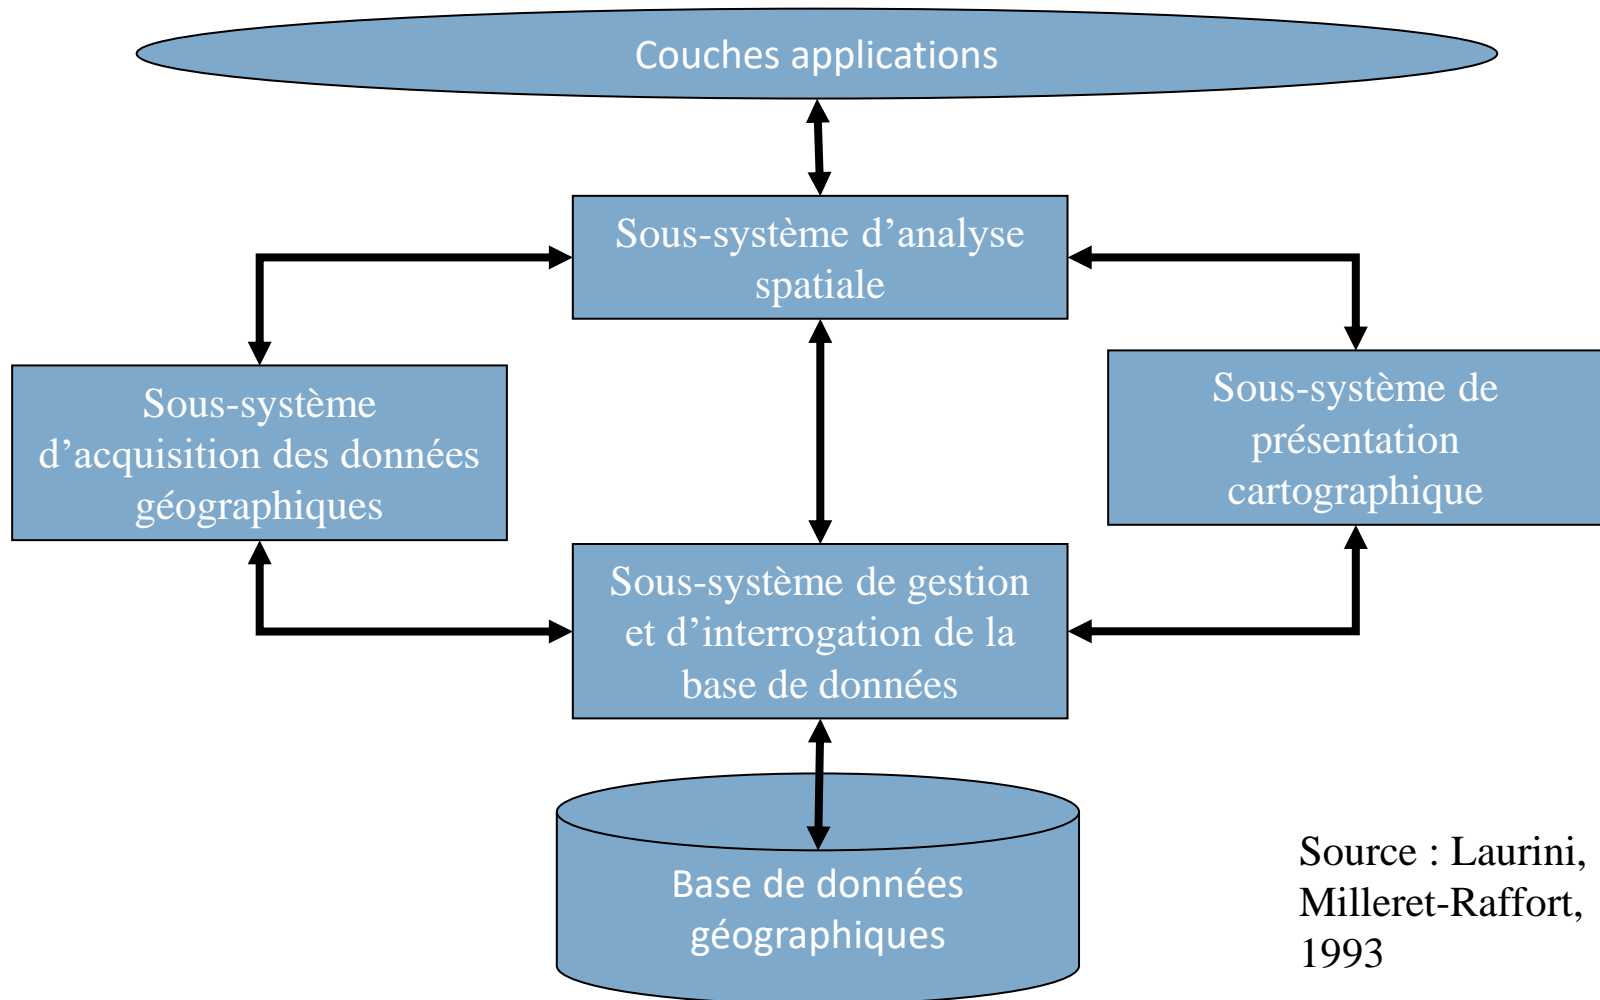 Couches applications
Sous-système d’analyse
spatiale
Sous-système
d’acquisition des données
géographiques
Sous-système de
présentation
cartographique
Sous-système de gestion
et d’interrogation de la
base de données
Base de données
géographiques
Source : Laurini,
Milleret-Raffort,
1993